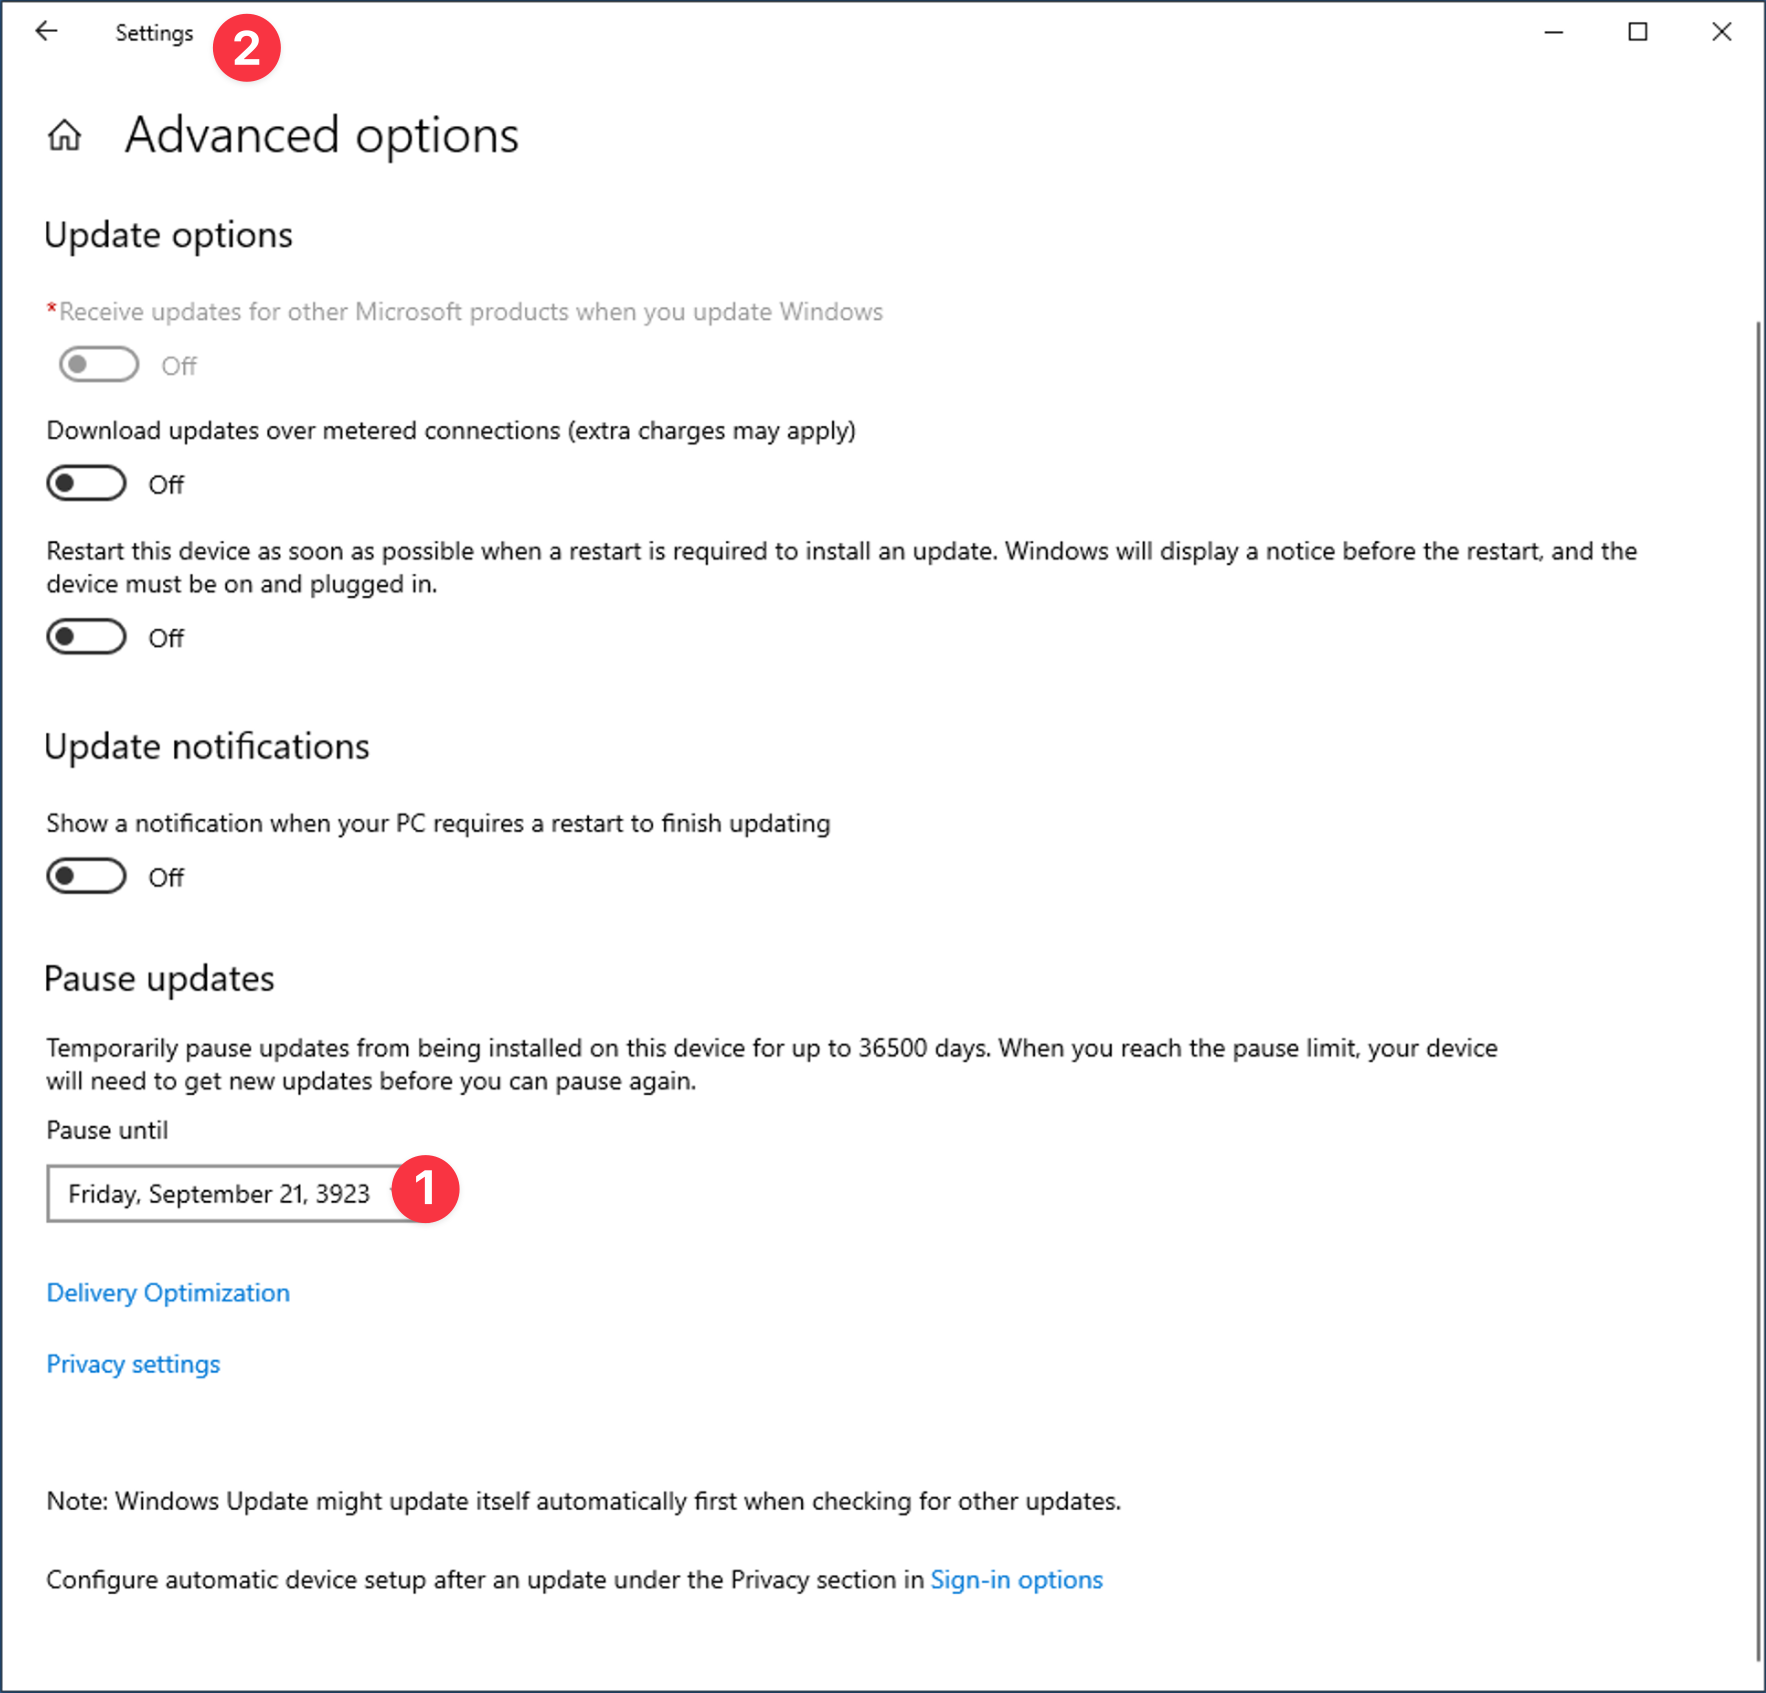 Settings
2
Advanced options
Update options
*Receive updates for other Microsoft products when you update Windows
Off
Download updates over metered connections (extra charges may apply)
Off
Restart this device as soon as possible when a restart is required to install an update. Windows will display a notice before the restart, and the
device must be on and plugged in.
Off
Update notifications
Show a notification when your PC requires a restart to finish updating
Off
Pause updates
Temporarily pause updates from being installed on this device for up to 36500 days. When you reach the pause limit, your device
will need to get new updates before you can pause again.
Pause until
Friday, September 21, 3923
1
Delivery Optimization
Privacy settings
Note: Windows Update might update itself automatically first when checking for other updates.
Configure automatic device setup after an update under the Privacy section in Sign-in options